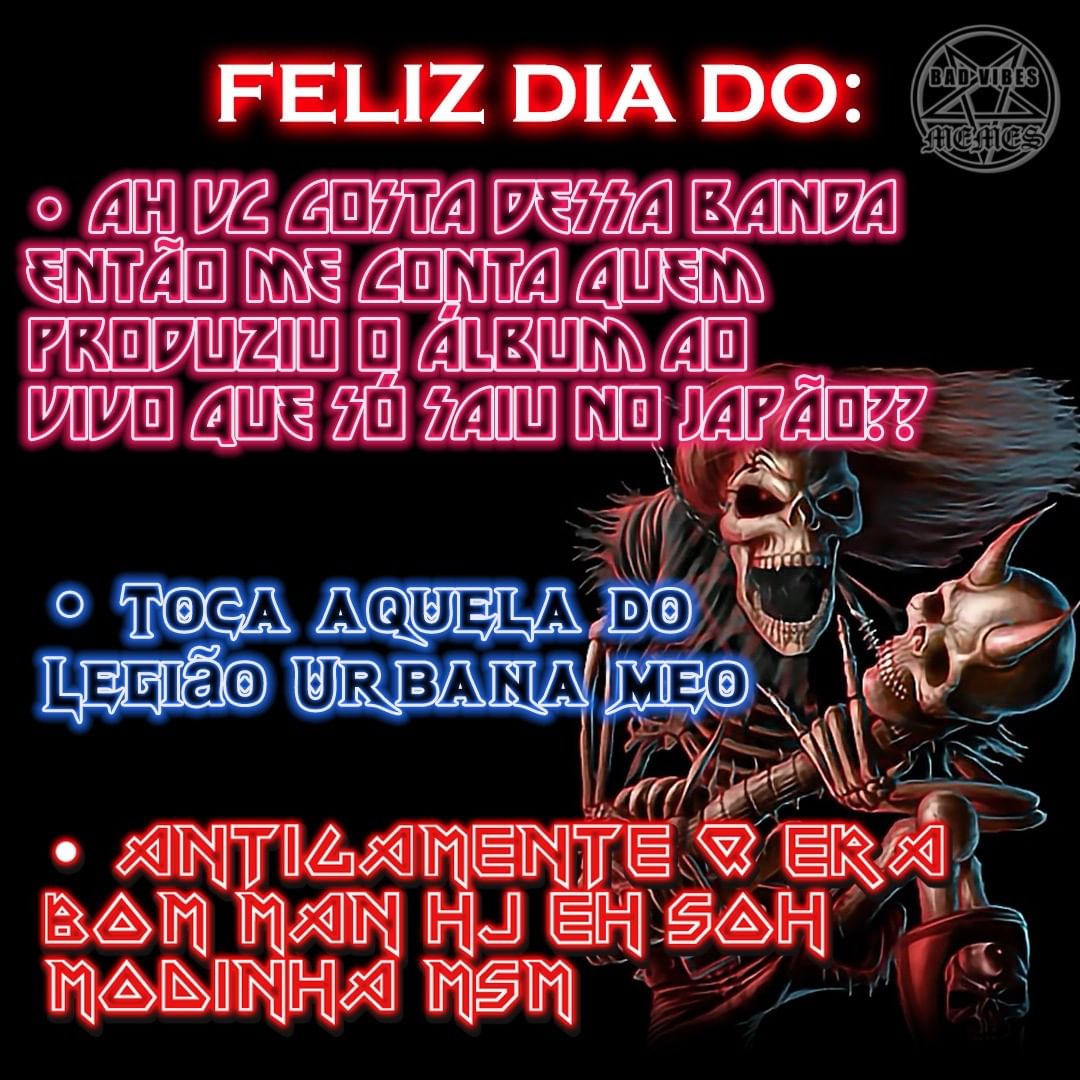 FELIZ DIA DO:
BAD VIBES
MEMES
• AH VC GOSTA DESSA BANDA
ENTÃO ME CONTA QUEM
PRODUZIU O ÁLBUM AO
VIVO QUE SÓ SAIU NO JAPÃO??
• TOCA AQUELA DO
LEGIÃO URBANA MEO
• ANTIGAMENTE Q ERA
BOM MAN HJ EH SOH
MODINHA MSM